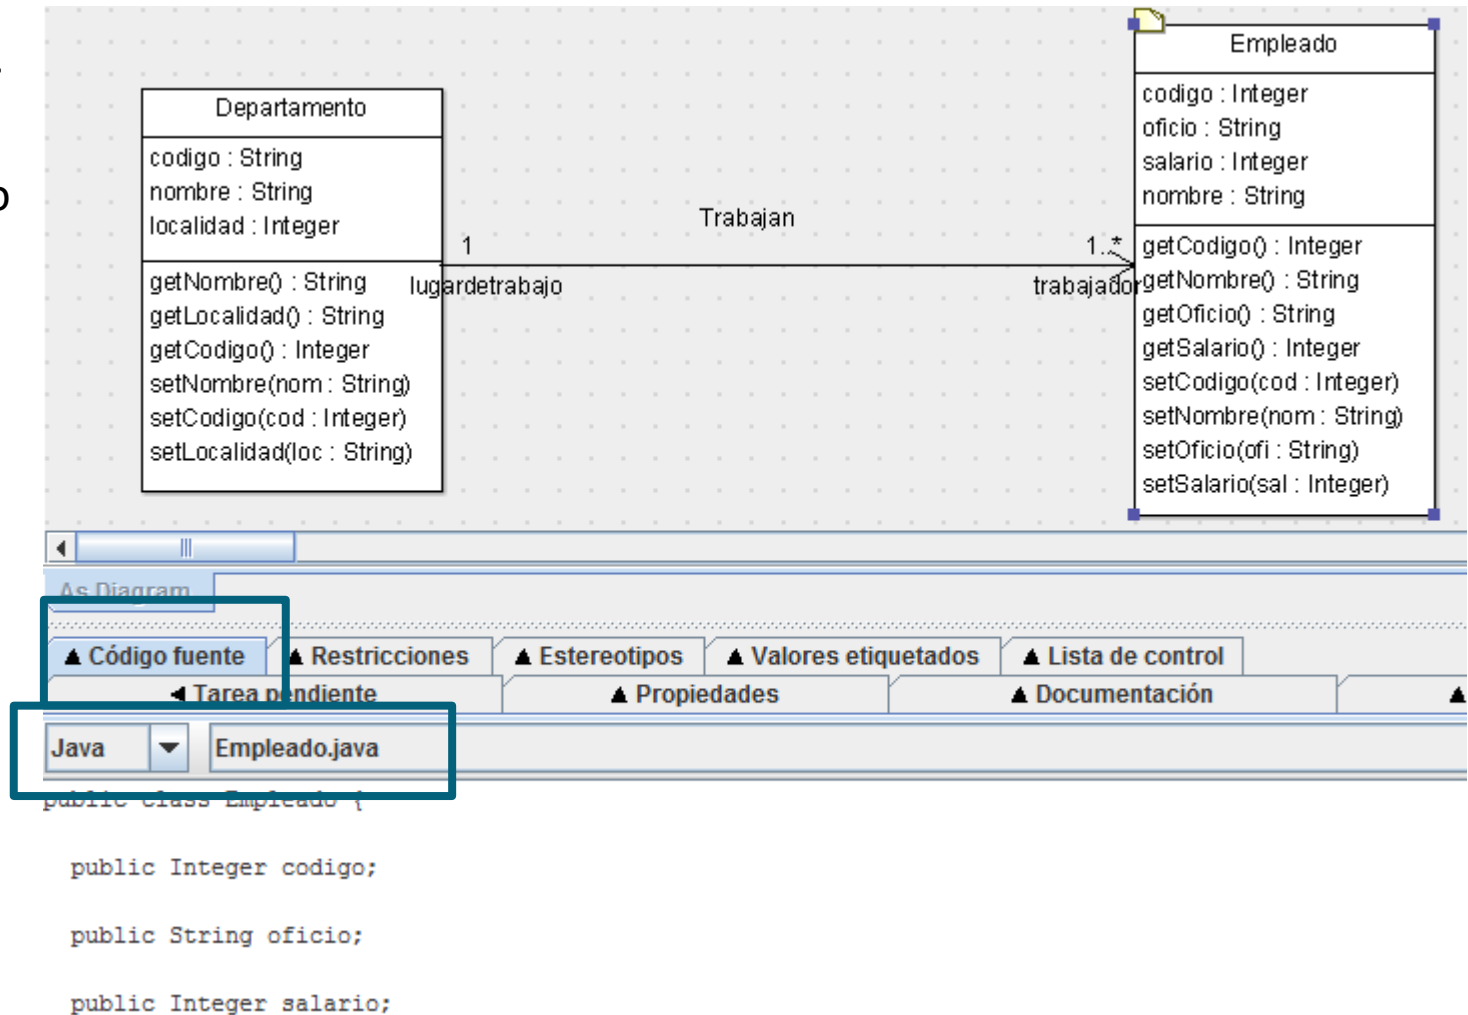 Empleado
codigo : Integer
oficio : String
salario : Integer
nombre : String
getCodigo() : Integer
getNombre() : String
getOficio() : String
getSalario() : Integer
setCodigo(cod : Integer)
setNombre(nom : String)
setOficio(ofi : String)
setSalario(sal : Integer)
Departamento
codigo : String
nombre : String
localidad : Integer
getNombre() : String
getLocalidad() : String
getCodigo() : Integer
setNombre(nom : String)
setCodigo(cod : Integer)
setLocalidad(loc : String)
Trabajan
1
1..*
lugardetrabajo
trabajador
As Diagram
Código fuente
Restricciones
Estereotipos
Valores etiquetados
Lista de control
Tarea pendiente
Propiedades
Documentación
Java
Empleado.java
public class Empleado {
public Integer codigo;
public String oficio;
public Integer salario;